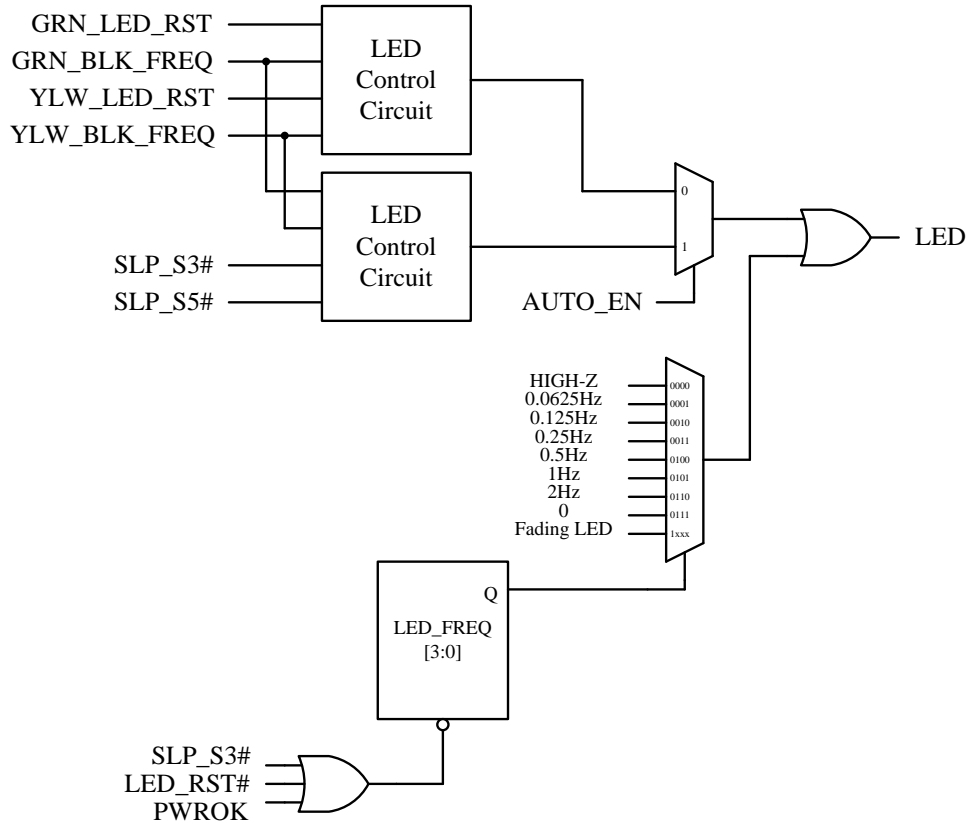 GRN_LED_RST
GRN_BLK_FREQ
YLW_LED_RST
YLW_BLK_FREQ
LED
Control
Circuit
LED
Control
Circuit
SLP_S3#
SLP_S5#
0
1
AUTO_EN
LED
HIGH-Z
0.0625Hz
0.125Hz
0.25Hz
0.5Hz
1Hz
2Hz
0
Fading LED
0000
0001
0010
0011
0100
0101
0110
0111
1xxx
Q
LED_FREQ
[3:0]
SLP_S3#
LED_RST#
PWROK